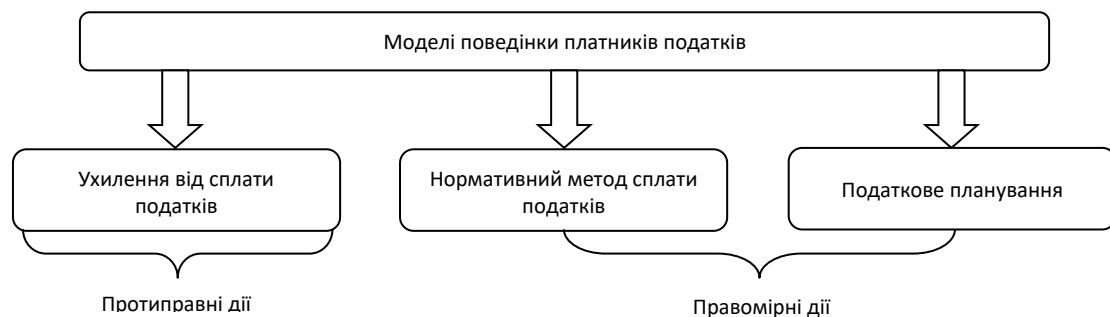 Моделі поведінки платників податків
Ухилення від сплати
податків
Нормативний метод сплати
податків
Податкове планування
Протиправні дії
Правомірні дії